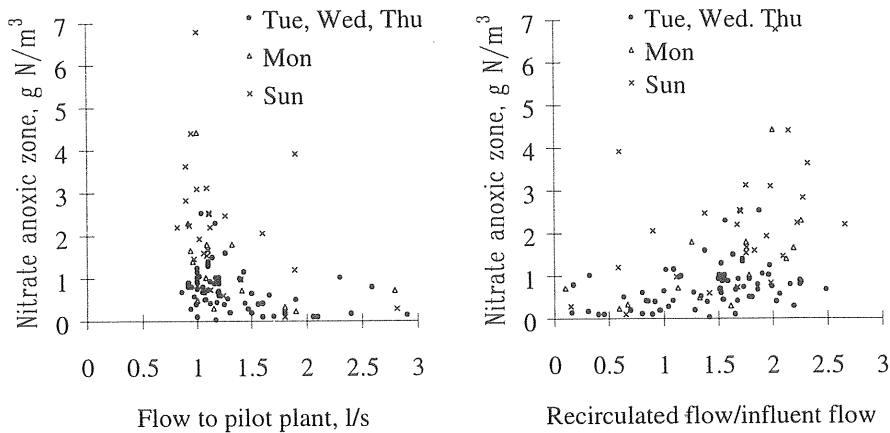 Nitrate anoxic zone, g N/m³
7
6
5
4
3
2
1
0
Tue, Wed, Thu
Mon
Sun
0 0.5 1 1.5 2 2.5 3
Flow to pilot plant, l/s
Nitrate anoxic zone, g N/m³
7
6
5
4
3
2
1
0
Tue, Wed. Thu
Mon
Sun
0 0.5 1 1.5 2 2.5 3
Recirculated flow/influent flow